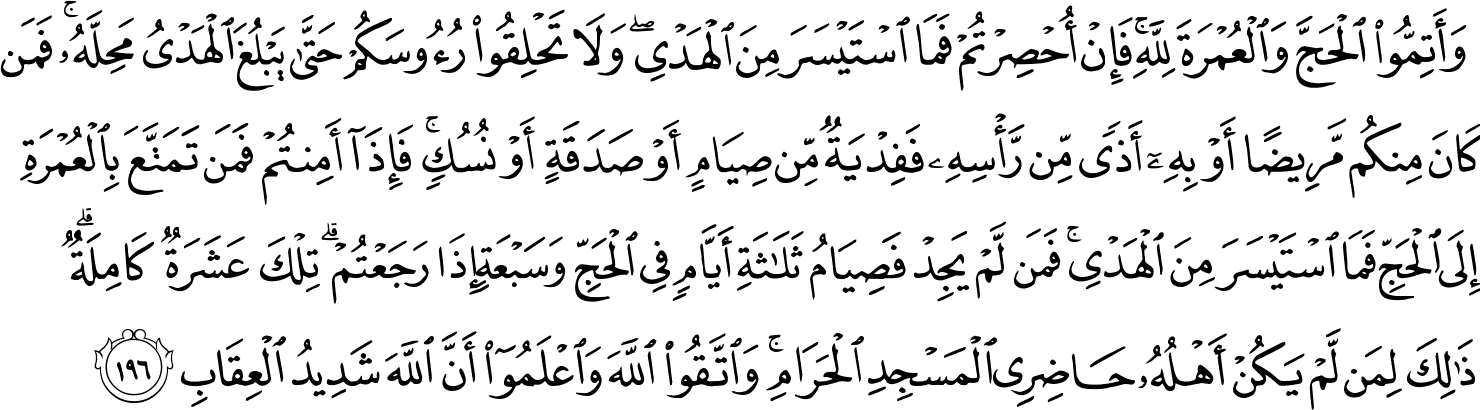 وَأَتِمُّوا۟ ٱلْحَجَّ وَٱلْعُمْرَةَ لِلَّهِ ۚ فَإِنْ أُحْصِرْتُمْ فَمَا ٱسْتَيْسَرَ مِنَ ٱلْهَدْىِ ۖ وَلَا تَحْلِقُوا۟ رُءُوسَكُمْ حَتَّىٰ يَبْلُغَ ٱلْهَدْىُ مَحِلَّهُۥ ۚ فَمَن
كَانَ مِنكُم مَّرِيضًا أَوْ بِهِۦٓ أَذًى مِّن رَّأْسِهِۦ فَفِدْيَةٌ مِّن صِيَامٍ أَوْ صَدَقَةٍ أَوْ نُسُكٍ ۚ فَإِذَآ أَمِنتُمْ فَمَن تَمَتَّعَ بِٱلْعُمْرَةِ
إِلَى ٱلْحَجِّ فَمَا ٱسْتَيْسَرَ مِنَ ٱلْهَدْىِ ۚ فَمَن لَّمْ يَجِدْ فَصِيَامُ ثَلَـٰثَةِ أَيَّامٍ فِى ٱلْحَجِّ وَسَبْعَةٍ إِذَا رَجَعْتُمْ ۗ تِلْكَ عَشَرَةٌ كَامِلَةٌ ۗ
ذَٰلِكَ لِمَن لَّمْ يَكُنْ أَهْلُهُۥ حَاضِرِى ٱلْمَسْجِدِ ٱلْحَرَامِ ۚ وَٱتَّقُوا۟ ٱللَّهَ وَٱعْلَمُوٓا۟ أَنَّ ٱللَّهَ شَدِيدُ ٱلْعِقَابِ ١٩٦